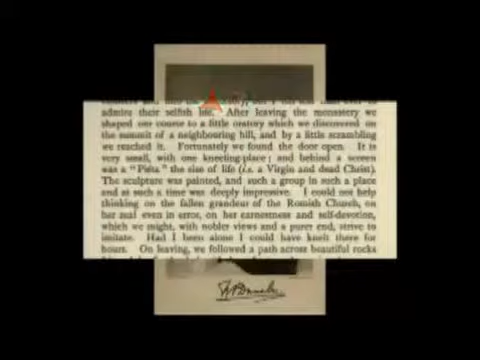 admire their selfish life. After leaving the monastery we
shaped our course to a little oratory which we discovered on
the summit of a neighbouring hill, and by a little scrambling
we reached it. Fortunately we found the door open. It is
very small, with one kneeling-place; and behind a screen
was a "Pieta" the size of life (i.e. a Virgin and dead Christ).
The sculpture was painted, and such a group in such a place
and at such a time was deeply impressive. I could not help
thinking on the fallen grandeur of the Romish Church, on
her zeal even in error, on her earnestness and self-devotion,
which we might, with nobler views and a purer end, strive to
imitate. Had I been alone I could have knelt there for
hours. On leaving, we followed a path across beautiful rocks